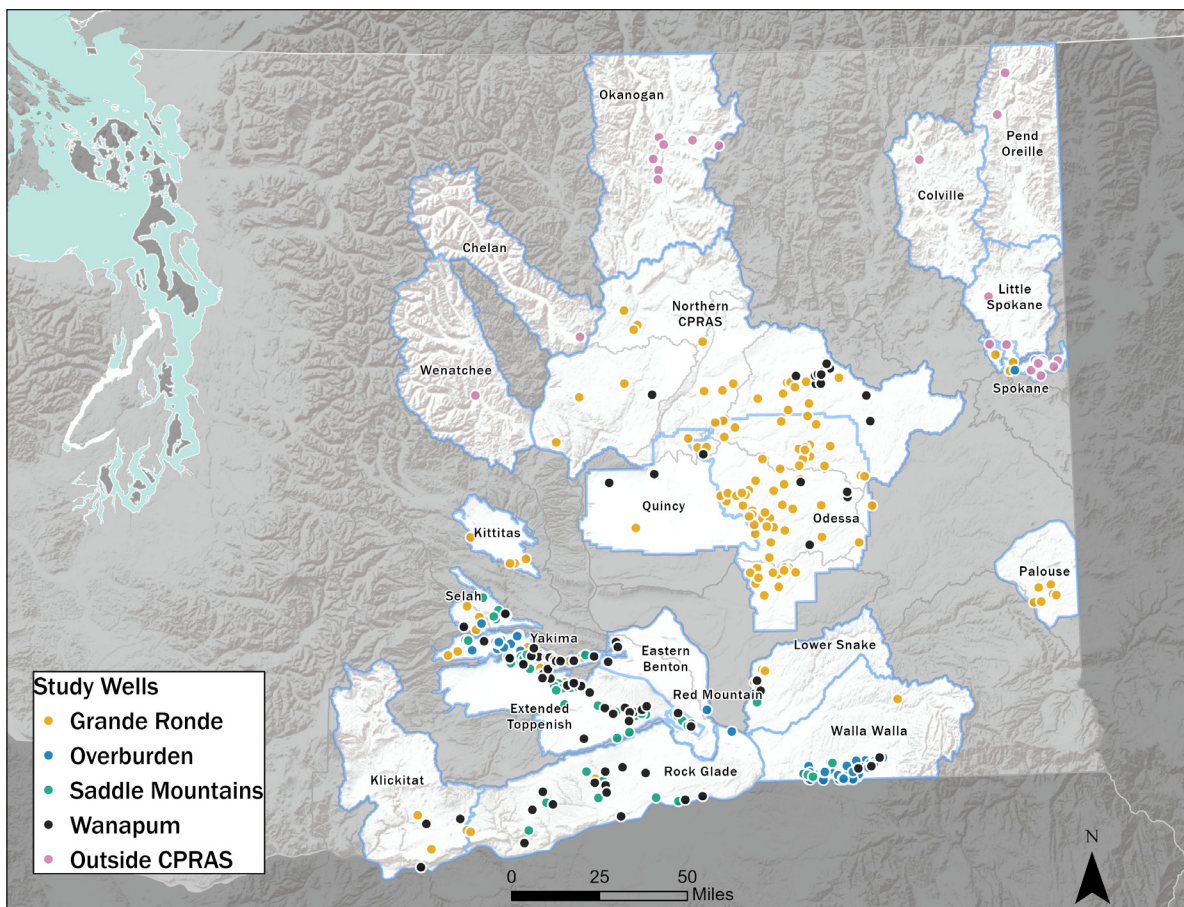 Okanogan
Pend
Oreille
Colville
Chelan
Little
Spokane
Northern
CPRAS
Wenatchee
Spokane
Quincy
Odessa
Kittitas
Palouse
Selah
Yakima
Lower Snake
Eastern
Benton
Red Mountain
Extended
Toppenish
Walla Walla
Rock Glade
Klickitat
Study Wells
Grande Ronde
Overburden
Saddle Mountains
Wanapum
Outside CPRAS
N
0 25 50
Miles